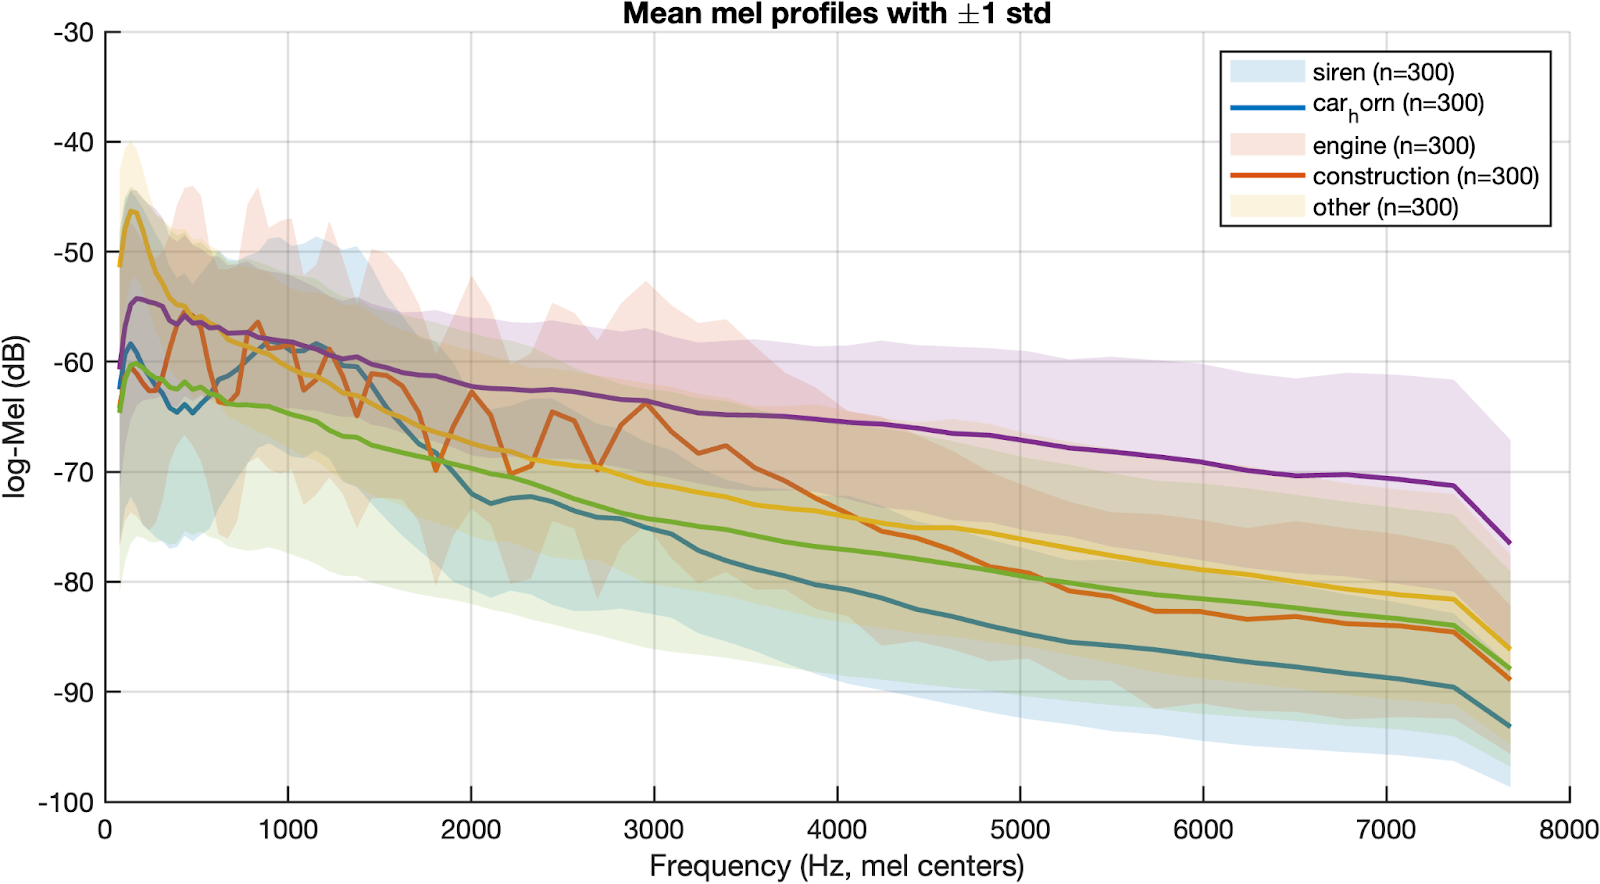 Mean mel profiles with ±1 std
-30
-40
-50
-60
-70
-80
-90
-100
log-Mel (dB)
siren (n=300)
car_horn (n=300)
engine (n=300)
construction (n=300)
other (n=300)
0 1000 2000 3000 4000 5000 6000 7000 8000
Frequency (Hz, mel centers)